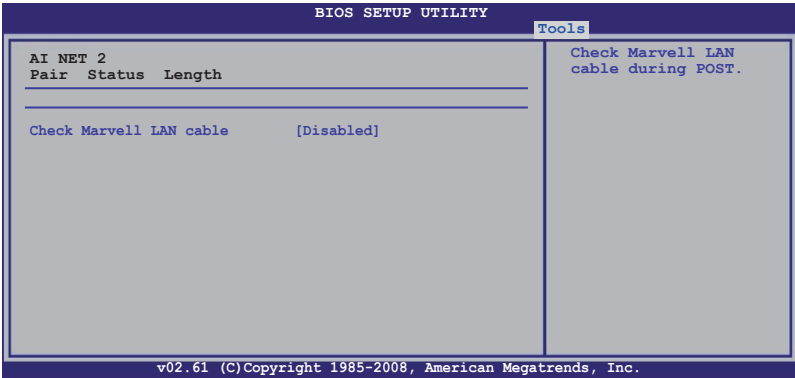 BIOS SETUP UTILITY
Tools
AI NET 2
Pair Status Length
Check Marvell LAN cable [Disabled]
Check Marvell LAN
cable during POST.
v02.61 (C)Copyright 1985-2008, American Megatrends, Inc.